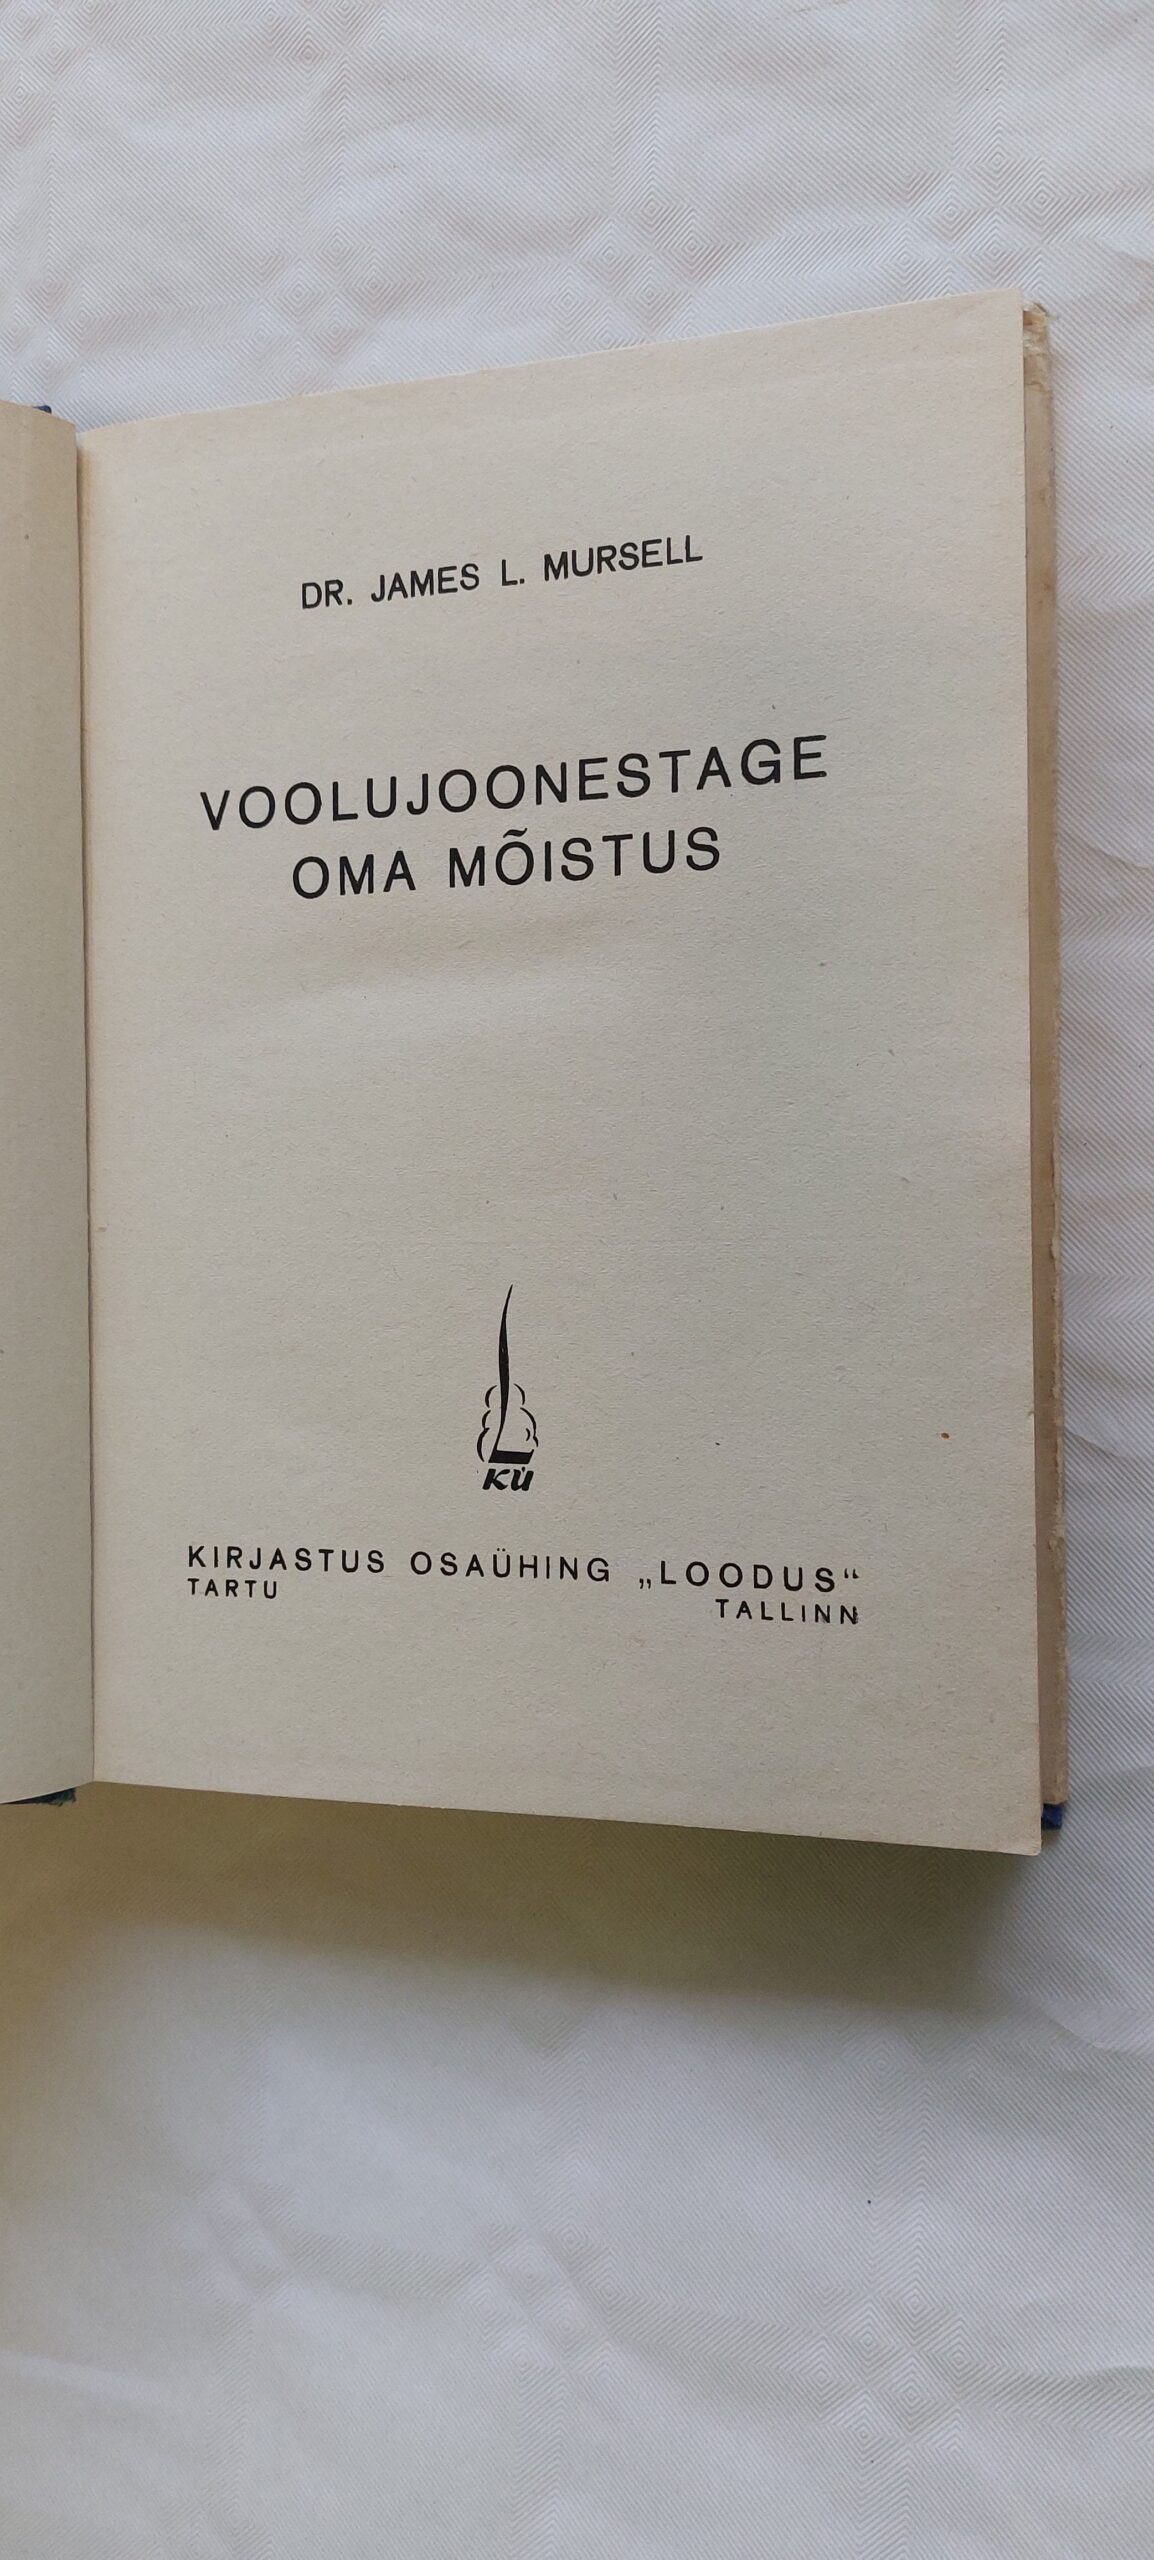 DR. JAMES L. MURSELL
VOOLUJOONESTAGE
OMA MÕISTUS
KÜ
KIRJASTUS OSAÜHING „LOODUS“
TARTU
TALLINN